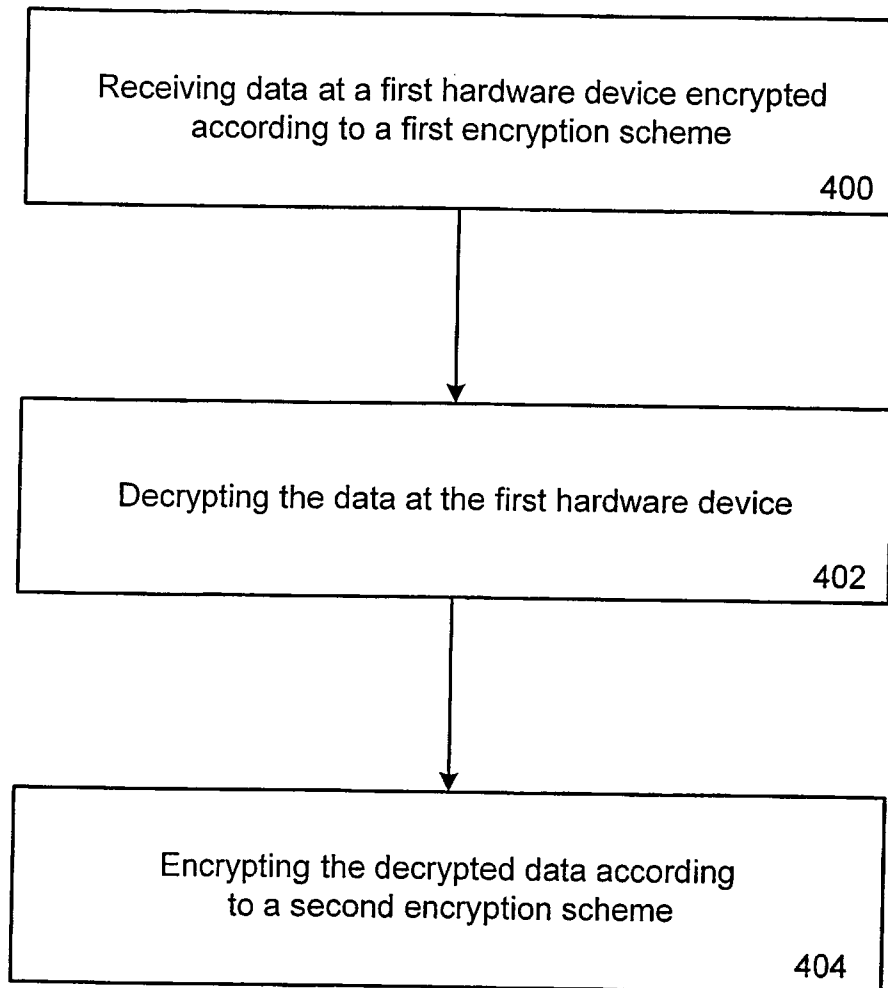 Receiving data at a first hardware device encrypted
according to a first encryption scheme
400
Decrypting the data at the first hardware device
402
Encrypting the decrypted data according
to a second encryption scheme
404